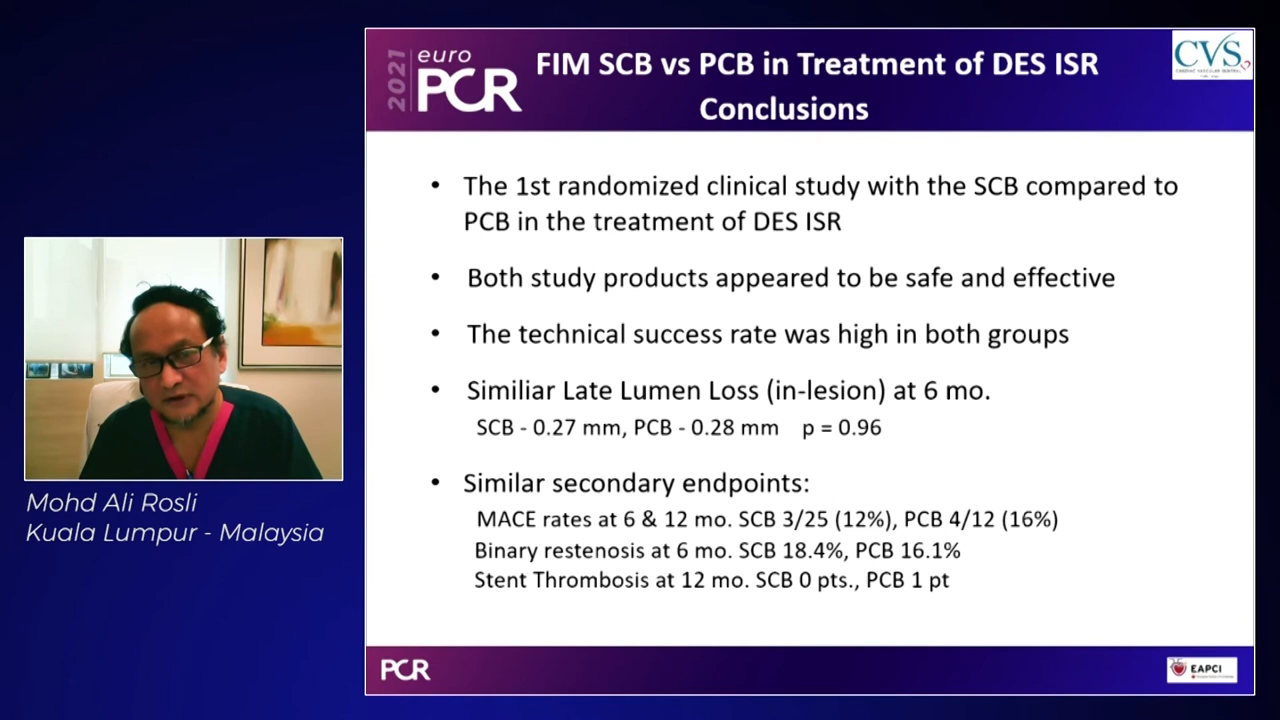 2021
euro
PCR
FIM SCB vs PCB in Treatment of DES ISR
Conclusions
CVS
• The 1st randomized clinical study with the SCB compared to
PCB in the treatment of DES ISR
• Both study products appeared to be safe and effective
• The technical success rate was high in both groups
• Similiar Late Lumen Loss (in-lesion) at 6 mo.
SCB - 0.27 mm, PCB - 0.28 mm p = 0.96
• Similar secondary endpoints:
MACE rates at 6 & 12 mo. SCB 3/25 (12%), PCB 4/12 (16%)
Binary restenosis at 6 mo. SCB 18.4%, PCB 16.1%
Stent Thrombosis at 12 mo. SCB 0 pts., PCB 1 pt
Mohd Ali Rosli
Kuala Lumpur - Malaysia
PCR
EAPCI